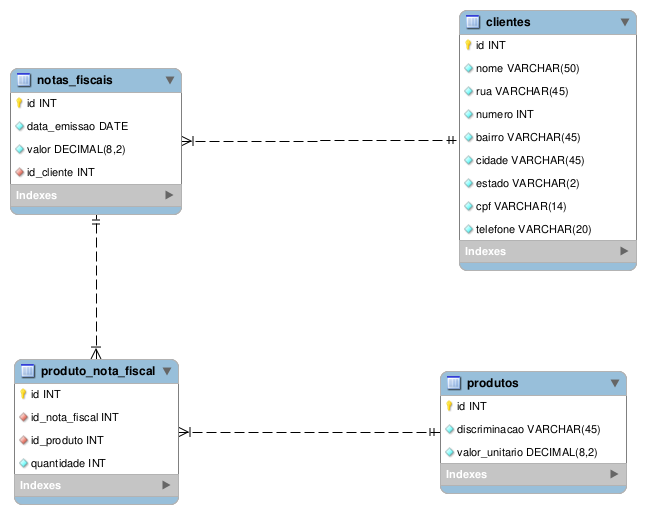 clientes
id INT
nome VARCHAR(50)
rua VARCHAR(45)
numero INT
bairro VARCHAR(45)
cidade VARCHAR(45)
estado VARCHAR(2)
cpf VARCHAR(14)
telefone VARCHAR(20)
Indexes
notas_fiscais
id INT
data_emissao DATE
valor DECIMAL(8,2)
id_cliente INT
Indexes
produto_nota_fiscal
id INT
id_nota_fiscal INT
id_produto INT
quantidade INT
Indexes
produtos
id INT
discriminacao VARCHAR(45)
valor_unitario DECIMAL(8,2)
Indexes